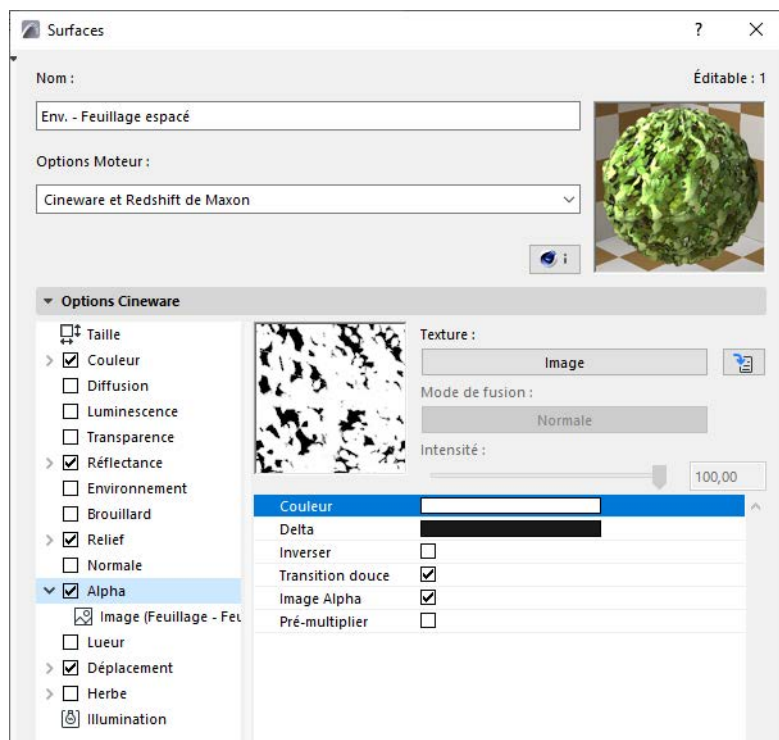 Surfaces
?
Nom :
Éditable : 1
Env. - Feuillage espacé
Options Moteur :
Cineware et Redshift de Maxon
i
Options Cineware
Taille
Couleur
Diffusion
Luminescence
Transparence
Réflectance
Environnement
Brouillard
Relief
Normale
Alpha
Image (Feuillage - Feu
Lueur
Déplacement
Herbe
Illumination
Texture :
Image
Mode de fusion :
Normale
Intensité :
100,00
Couleur
Delta
Inverser
Transition douce
Image Alpha
Pré-multiplier